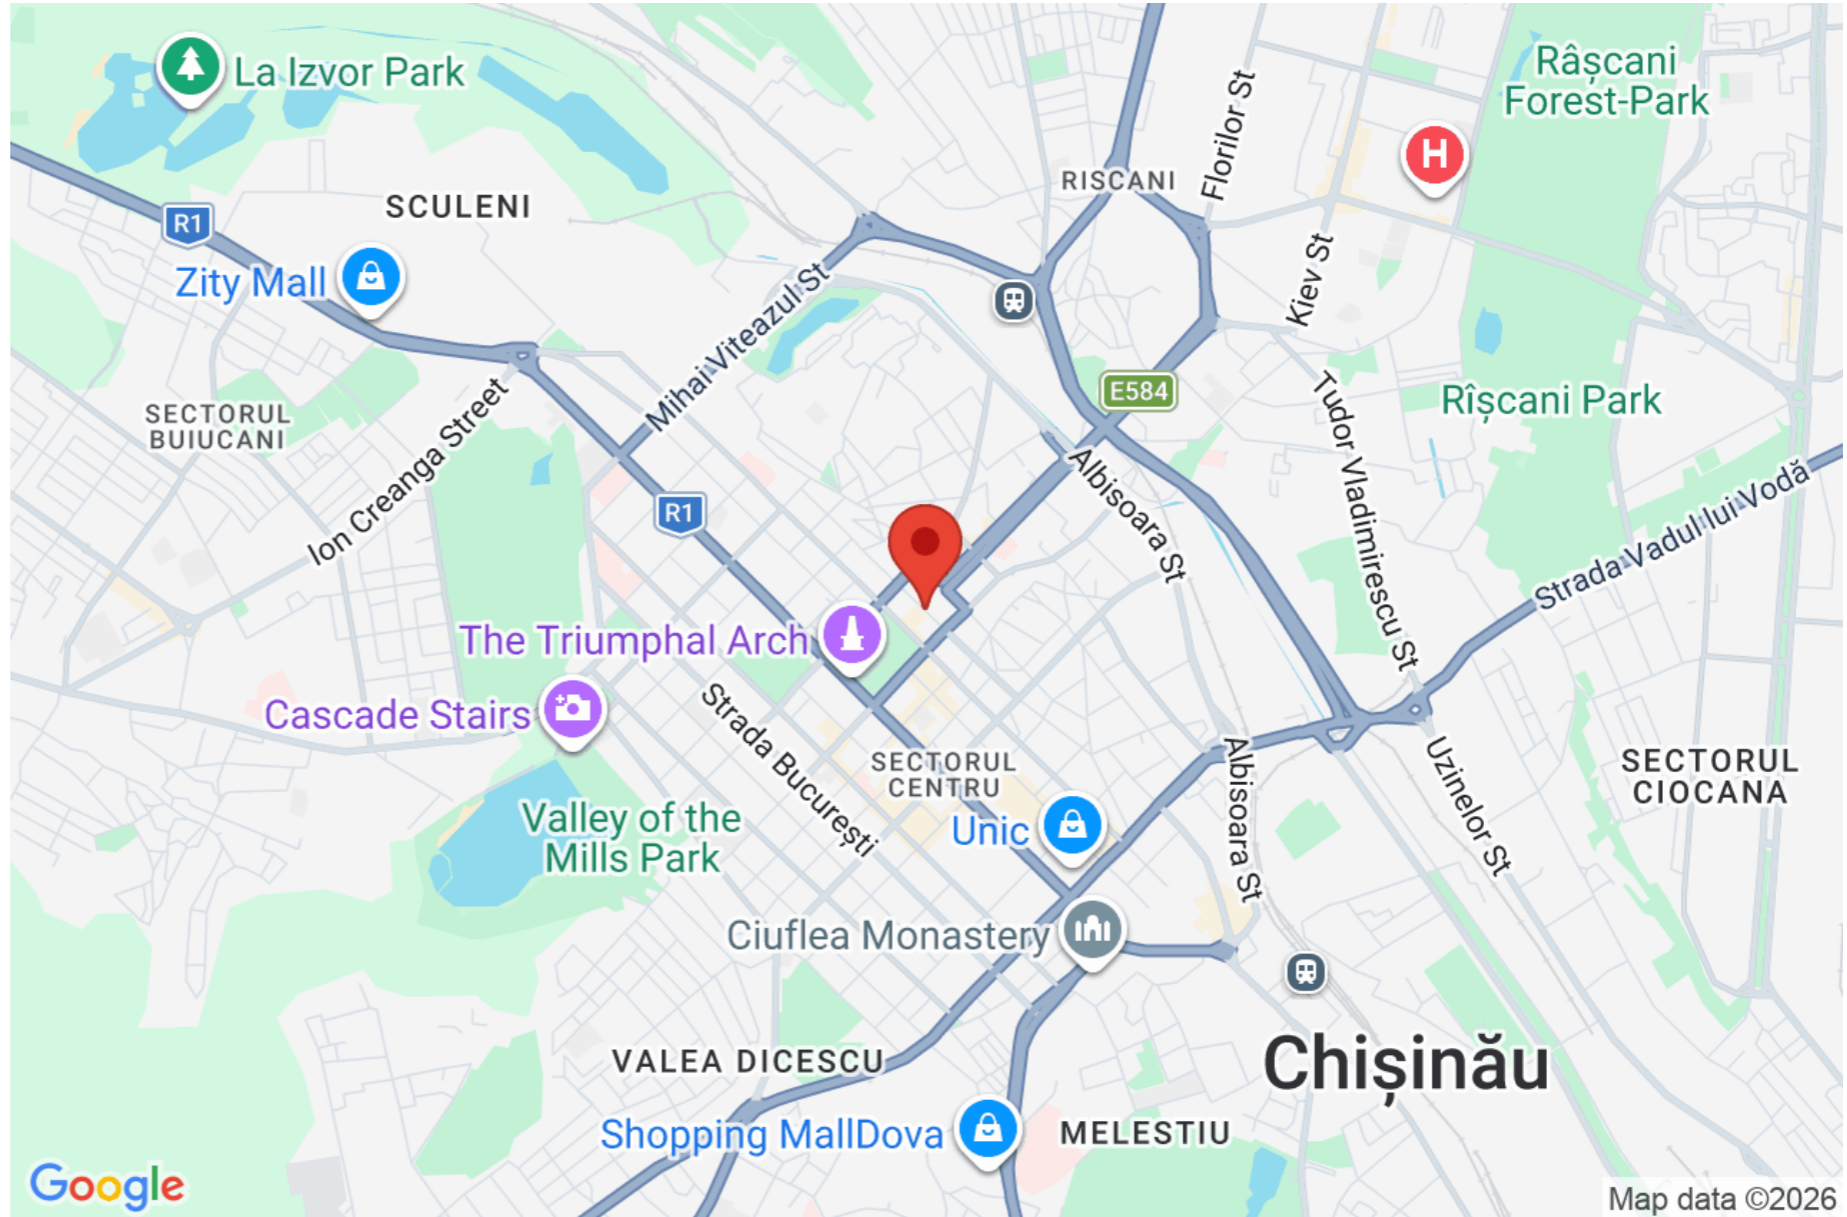 La Izvor Park
Râșcani
Forest-Park
Florilor St
H
RISCANI
SCULENI
R1
Zity Mall
Kiev St
Mihai Viteazul St
E584
SECTORUL
BUIUCANI
Ion Creanga Street
Rîșcani Park
Tudor Vladimirescu St
Albisoara St
R1
Strada Vadul lui Vodă
The Triumphal Arch
Cascade Stairs
Strada București
SECTORUL
CENTRU
Albisoara St
Uzinelor St
SECTORUL
CIOCANA
Valley of the
Mills Park
Unic
Ciuflea Monastery
VALEA DICESCU
Chișinău
Shopping MallDova
MELESTIU
Google
Map data ©2026